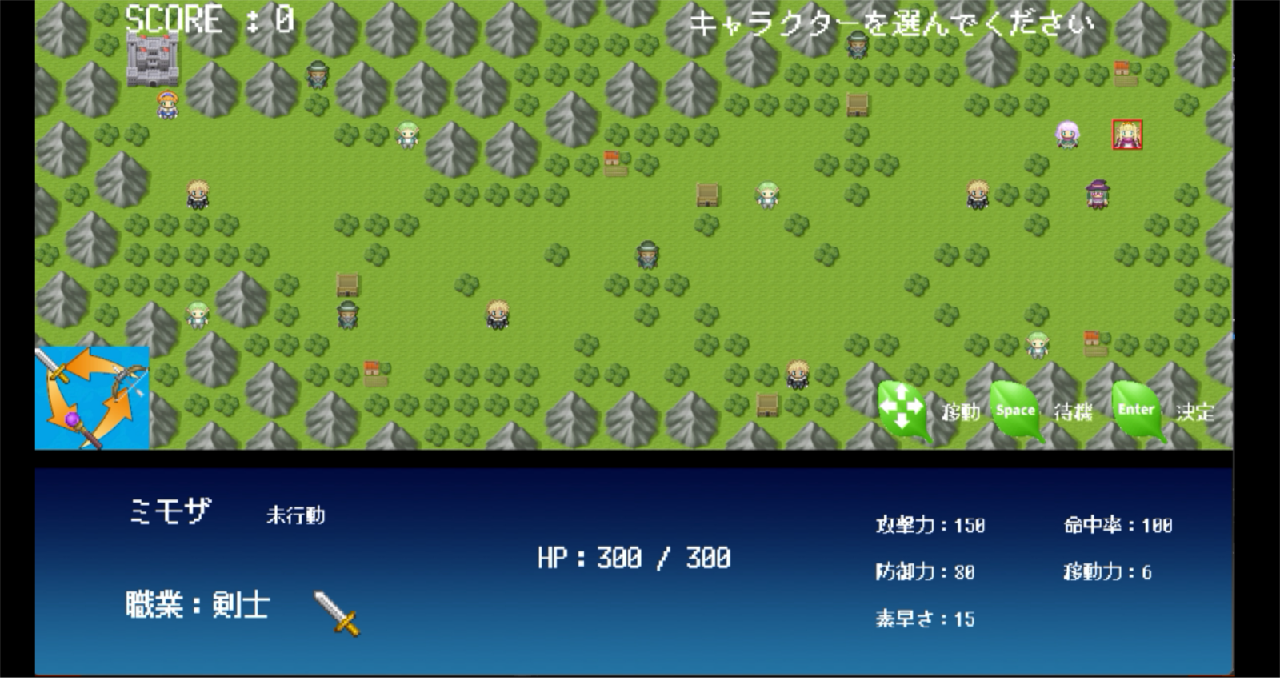 SCORE : 0
キャラクターを選んでください
移動 Space 待機 Enter 決定
ミモザ 未行動
HP : 300 / 300
職業 : 剣士
攻撃力 : 150 命中率 : 100
防御力 : 80 移動力 : 6
素早さ : 15